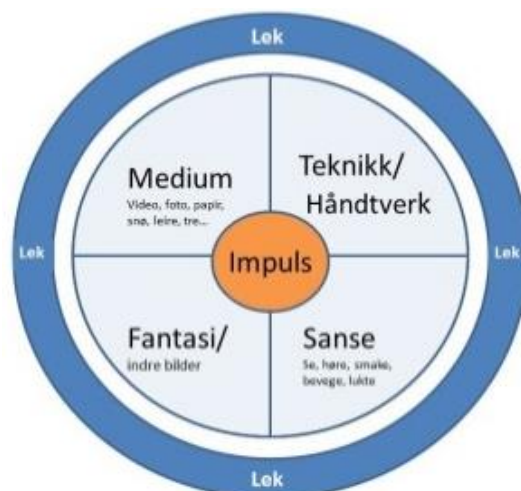 Lek
Medium
Video, foto, papir,
snø, leire, tre...
Teknikk/
Håndtverk
Lek
Impuls
Lek
Fantasi/
indre bilder
Sanse
Se, høre, smake,
bevege, lukte
Lek